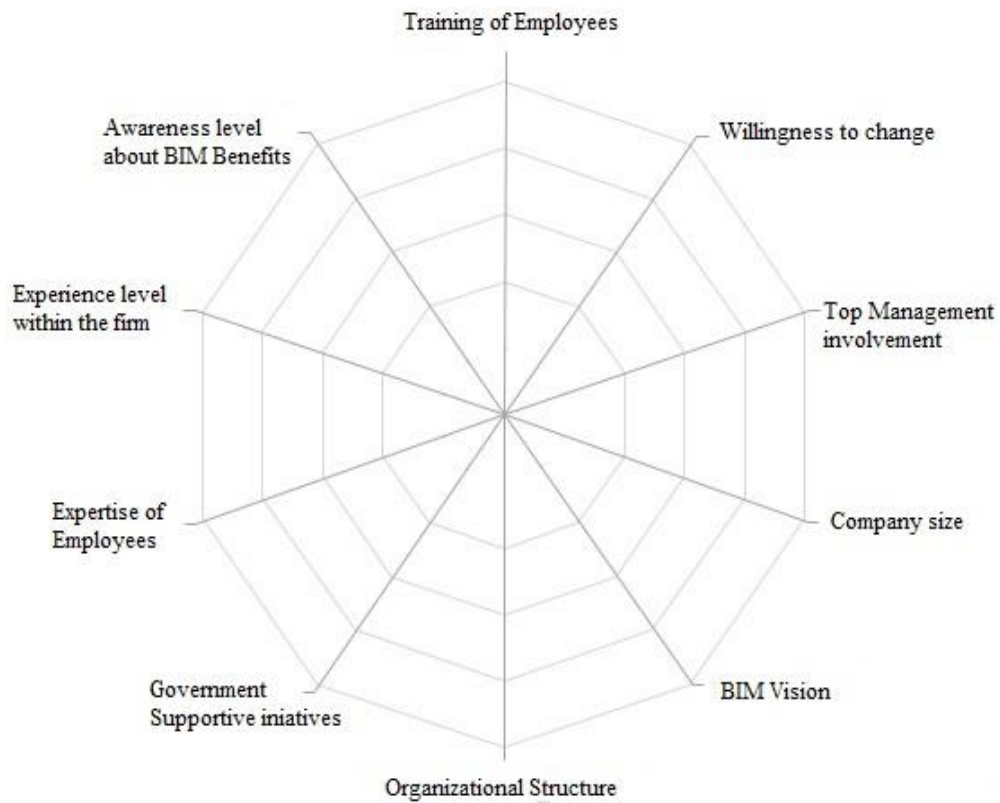 Training of Employees
Awareness level
about BIM Benefits
Willingness to change
Experience level
within the firm
Top Management
involvement
Expertise of
Employees
Company size
Government
Supportive iniatives
BIM Vision
Organizational Structure